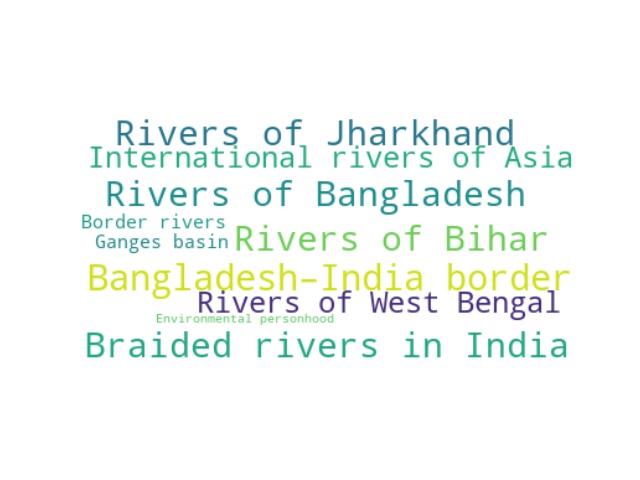 Rivers of Jharkhand
International rivers of Asia
Rivers of Bangladesh
Border rivers
Ganges basin
Rivers of Bihar
Bangladesh–India border
Rivers of West Bengal
Environmental personhood
Braided rivers in India